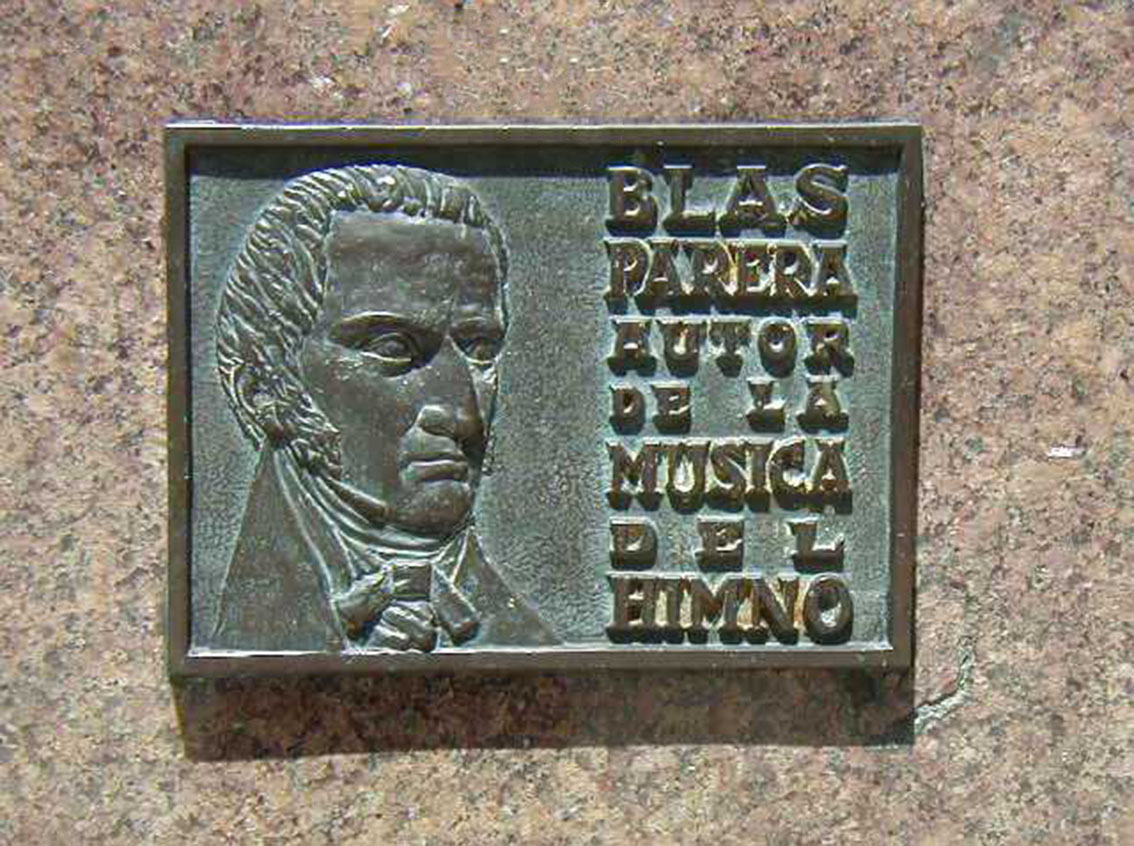 BLAS
PARERA
AUTOR
DE LA
MUSICA
DEL
HIMNO